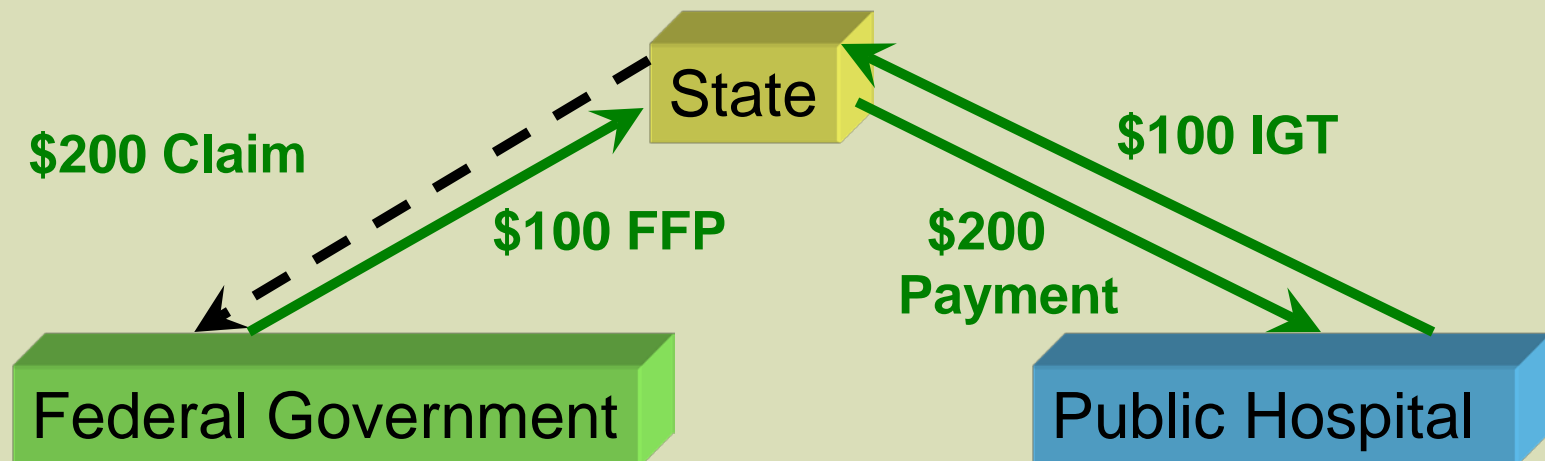 State
$200 Claim
$100 IGT
$100 FFP
$200
Payment
Federal Government
Public Hospital